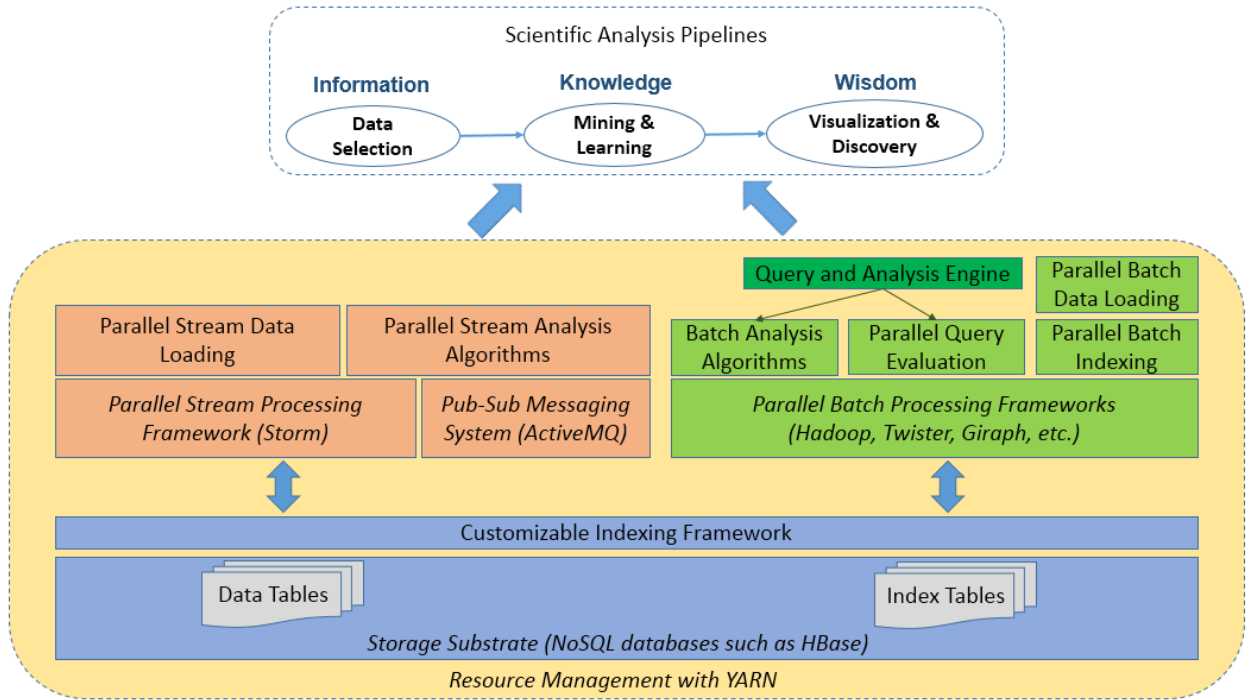 Scientific Analysis Pipelines
Information
Knowledge
Wisdom
Data
Selection
Mining &
Learning
Visualization &
Discovery
Query and Analysis Engine
Parallel Batch
Data Loading
Parallel Stream Data
Loading
Parallel Stream Analysis
Algorithms
Batch Analysis
Algorithms
Parallel Query
Evaluation
Parallel Batch
Indexing
Parallel Stream Processing
Framework (Storm)
Pub-Sub Messaging
System (ActiveMQ)
Parallel Batch Processing Frameworks
(Hadoop, Twister, Giraph, etc.)
Customizable Indexing Framework
Data Tables
Index Tables
Storage Substrate (NoSQL databases such as HBase)
Resource Management with YARN